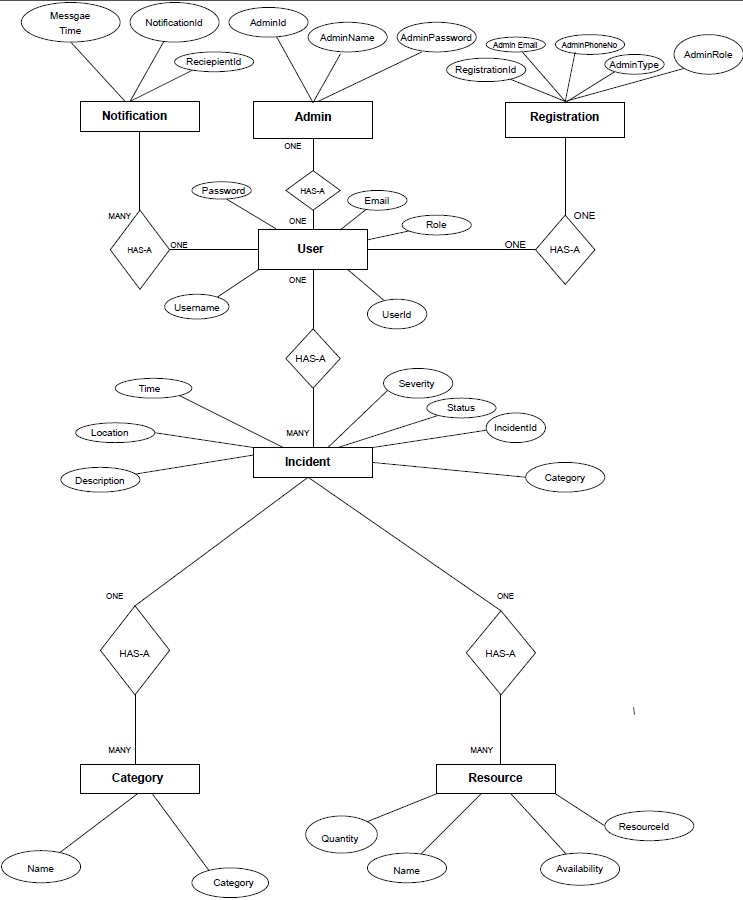 Messgae
Time
NotificationId
ReciepientId
AdminId
AdminName
AdminPassword
Admin Email
AdminPhoneNo
RegistrationId
AdminType
AdminRole
Notification
Admin
Registration
ONE
HAS-A
Password
Email
MANY
ONE
ONE
Role
HAS-A
ONE
User
ONE
HAS-A
ONE
Username
UserId
HAS-A
Time
Severity
Status
Location
MANY
IncidentId
Incident
Description
Category
ONE
ONE
HAS-A
HAS-A
MANY
MANY
Category
Resource
Quantity
ResourceId
Name
Category
Name
Availability